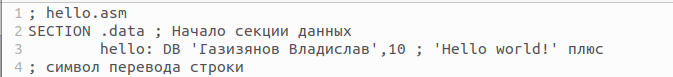 1 ; hello.asm
2 SECTION .data ; Начало секции данных
3 hello: DB 'Газизянов Владислав',10 ; 'Hello world!' плюс
4 ; символ перевода строки